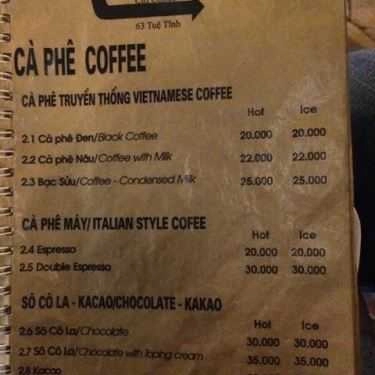 63 Tuệ Tĩnh
CÀ PHÊ COFFEE
CÀ PHÊ TRUYỀN THỐNG VIETNAMESE COFFEE
Hot Ice
2.1 Cà phê Đen/Black Coffee 20.000 20.000
2.2 Cà phê Nâu/Coffee with Milk 22.000 22.000
2.3 Bạc Sửu/Coffee - Condensed Milk 25.000 25.000
CÀ PHÊ MÁY/ITALIAN STYLE COFEE
Hot Ice
2.4 Espresso 20.000 20.000
2.5 Double Espresso 30.000 30.000
SÔ CÔ LA - KACAO/CHOCOLATE - KAKAO
Hot Ice
2.6 Sô Cô La/Chocolate 30.000 30.000
2.7 Sô Cô La/Chocolate with Toping cream 35.000 35.000
2.8 Kacao